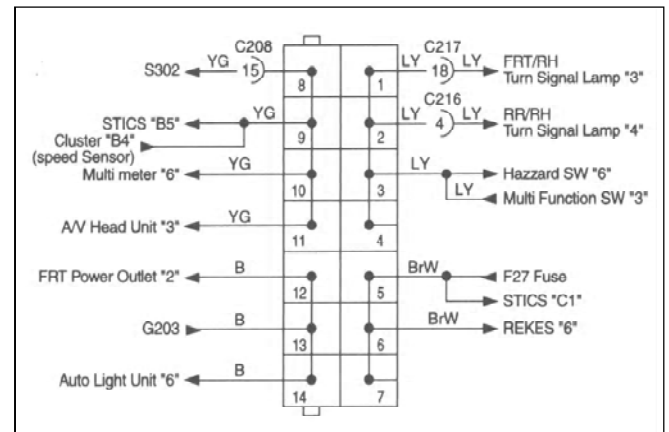 C208
C217
S302
YG
15
8
1
LY
18
LY
FRT/RH
Turn Signal Lamp "3"
C216
STICS "B5"
YG
Cluster "B4"
(speed Sensor)
9
2
LY
4
LY
RR/RH
Turn Signal Lamp "4"
Multi meter "6"
YG
10
3
LY
Hazzard SW "6"
LY
Multi Function SW "3"
A/V Head Unit "3"
YG
11
4
FRT Power Outlet "2"
B
12
5
BrW
F27 Fuse
STICS "C1"
G203
B
13
6
BrW
REKES "6"
Auto Light Unit "6"
B
14
7